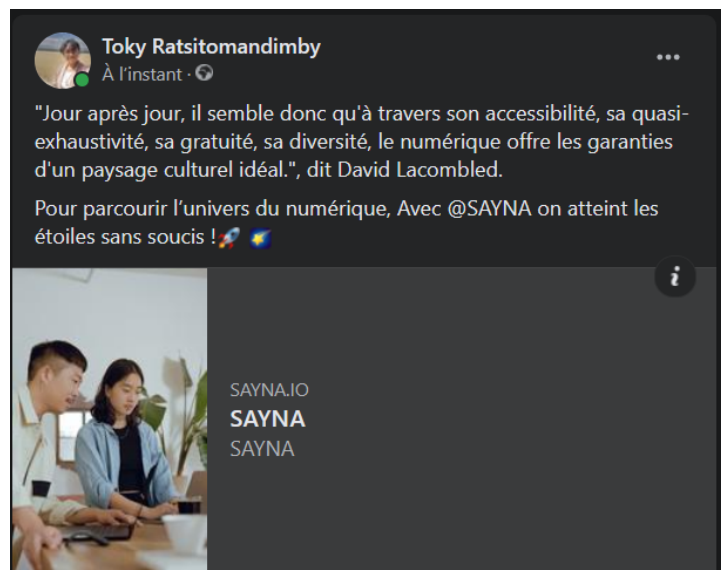 Toky Ratsitomandimby
À l'instant ·
"Jour après jour, il semble donc qu'à travers son accessibilité, sa quasi-
exhaustivité, sa gratuité, sa diversité, le numérique offre les garanties
d'un paysage culturel idéal.", dit David Lacombled.
Pour parcourir l'univers du numérique, Avec @SAYNA on atteint les
étoiles sans soucis !🚀 🌠
i
SAYNA.IO
SAYNA
SAYNA